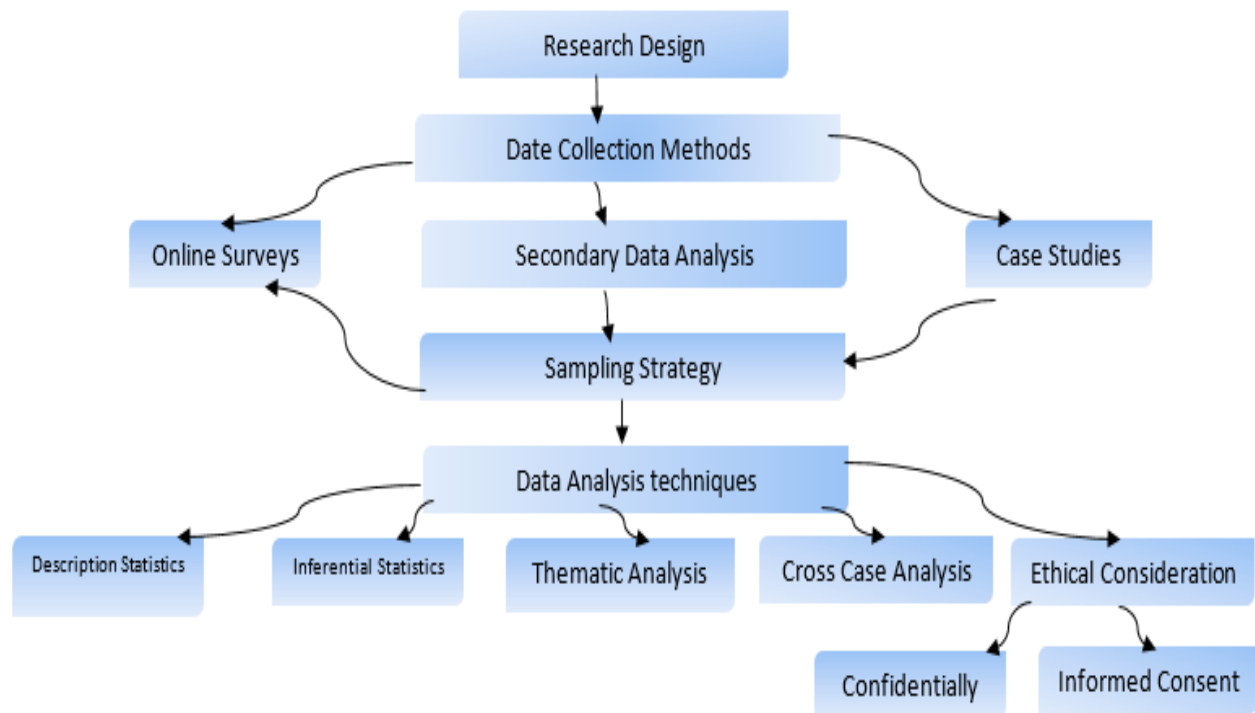 Research Design
Date Collection Methods
Online Surveys
Secondary Data Analysis
Case Studies
Sampling Strategy
Data Analysis techniques
Description Statistics
Inferential Statistics
Thematic Analysis
Cross Case Analysis
Ethical Consideration
Confidentially
Informed Consent